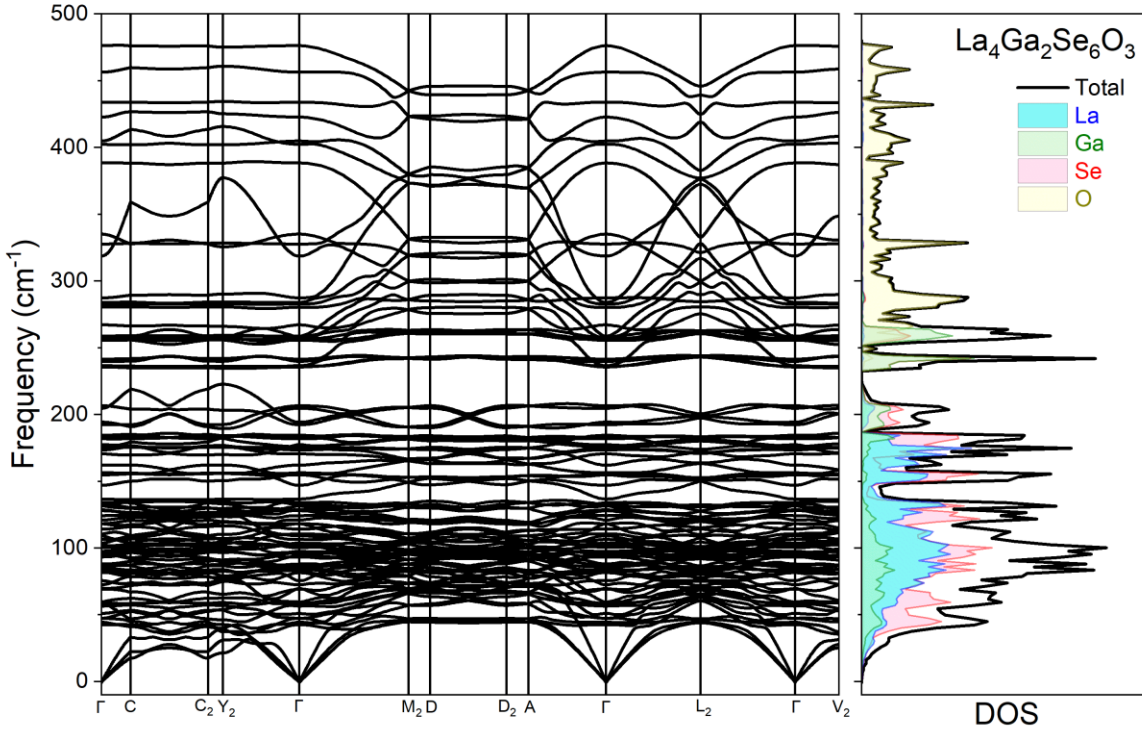 500
400
300
200
100
0
Frequency (cm⁻¹)
Γ C C₂ Y₂ Γ M₂ D D₂ A Γ L₂ Γ V₂
La₄Ga₂Se₆O₃
Total
La
Ga
Se
O
DOS